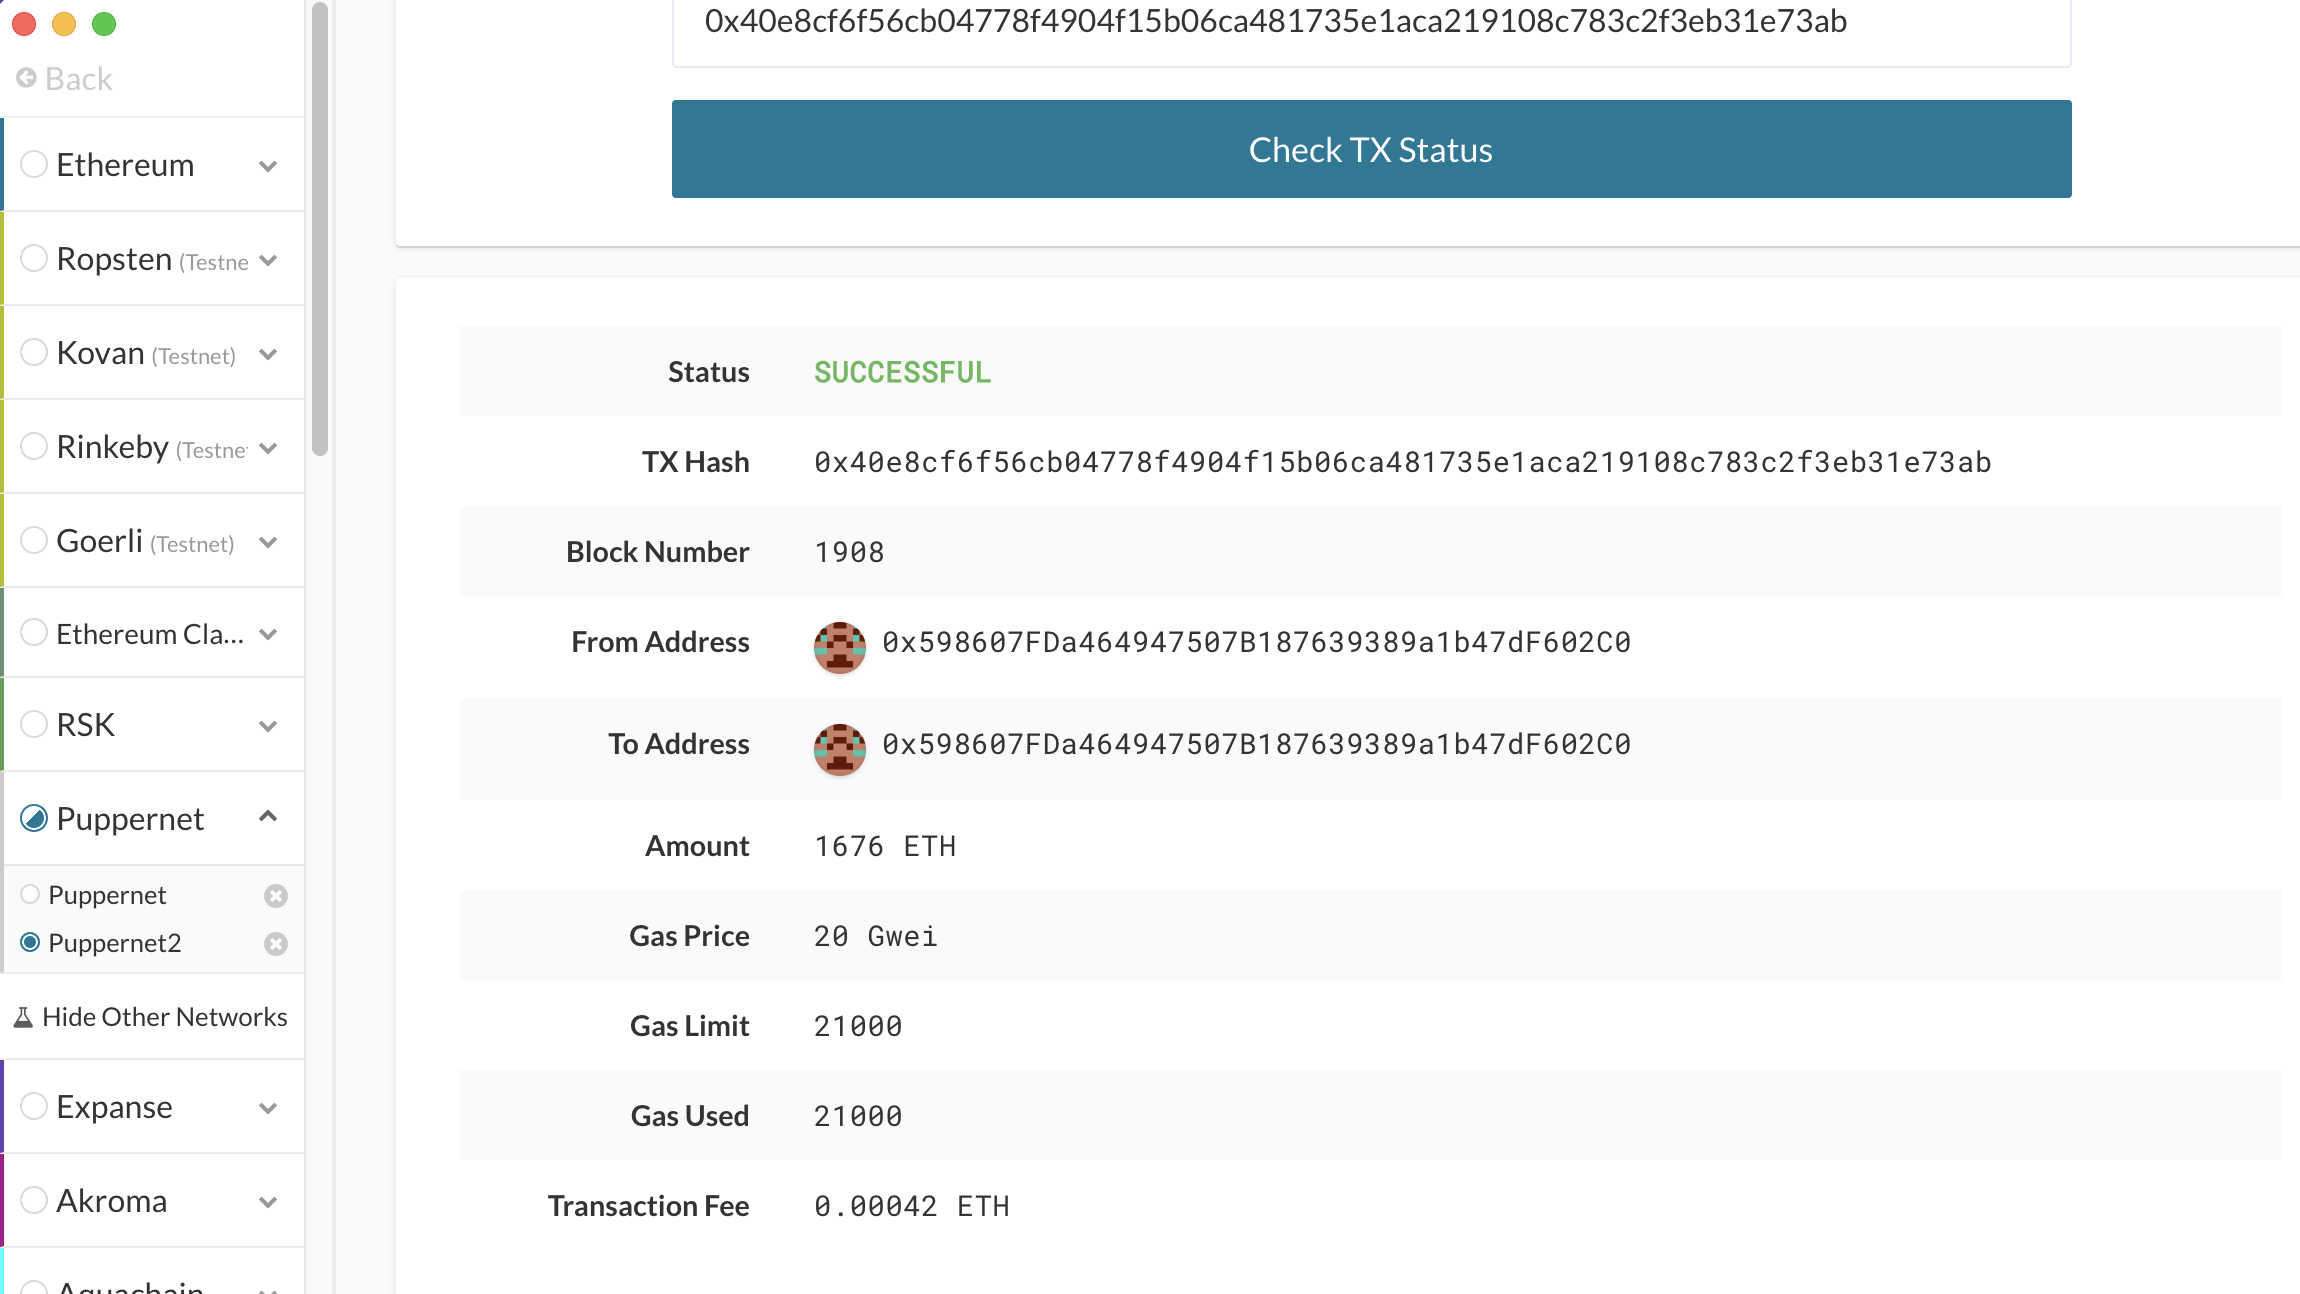 Back
Ethereum
Ropsten (Testne
Kovan (Testnet)
Rinkeby (Testne
Goerli (Testnet)
Ethereum Cla...
RSK
Puppernet
Puppernet
Puppernet2
Hide Other Networks
Expanse
Akroma
Aquachain
0x40e8cf6f56cb04778f4904f15b06ca481735e1aca219108c783c2f3eb31e73ab
Check TX Status
Status SUCCESSFUL
TX Hash 0x40e8cf6f56cb04778f4904f15b06ca481735e1aca219108c783c2f3eb31e73ab
Block Number 1908
From Address 0x598607FDa464947507B187639389a1b47dF602C0
To Address 0x598607FDa464947507B187639389a1b47dF602C0
Amount 1676 ETH
Gas Price 20 Gwei
Gas Limit 21000
Gas Used 21000
Transaction Fee 0.00042 ETH